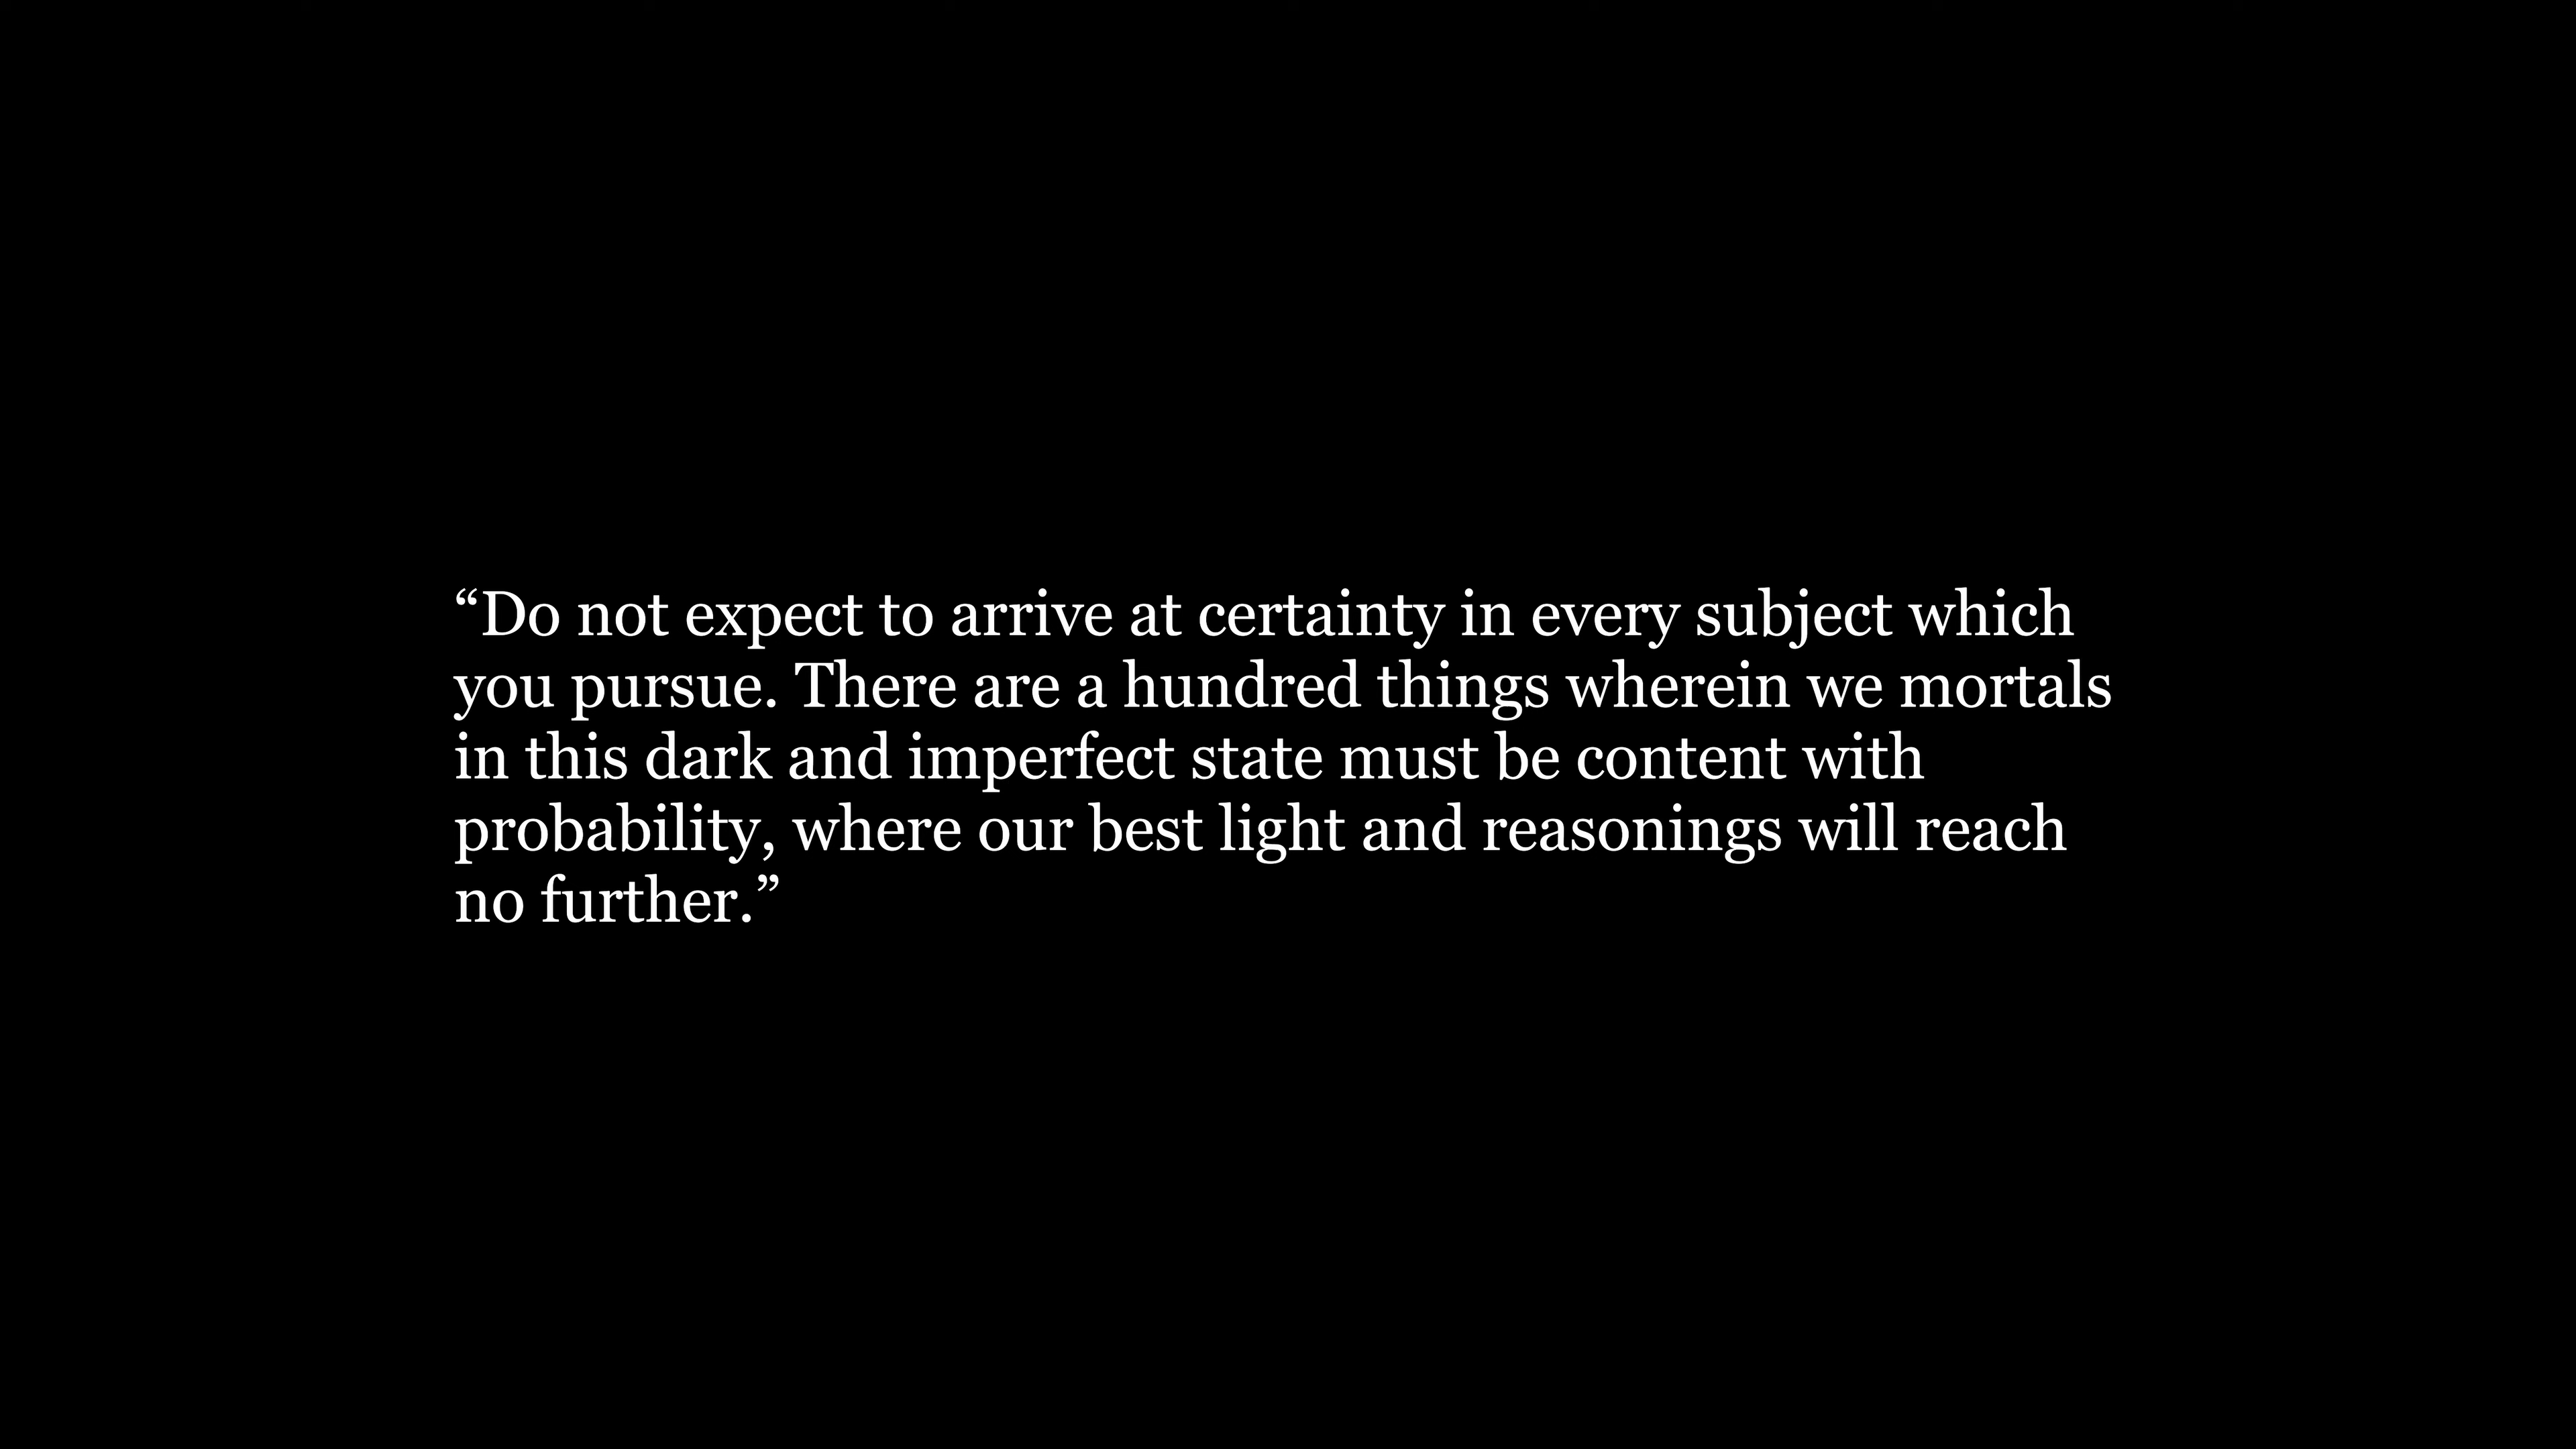 “Do not expect to arrive at certainty in every subject which
you pursue. There are a hundred things wherein we mortals
in this dark and imperfect state must be content with
probability, where our best light and reasonings will reach
no further.”